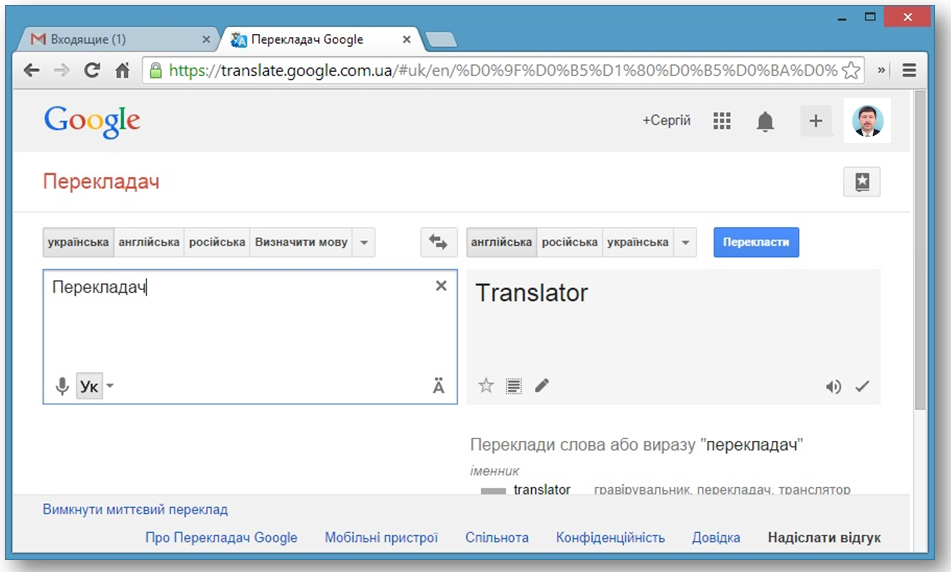 Входящие (1)
Перекладач Google
https://translate.google.com.ua/#uk/en/%D0%9F%D0%B5%D1%80%D0%B5%D0%BA%D0%
»
Google
+Сергій
Перекладач
українська англійська російська Визначити мову
англійська російська українська
Перекласти
Перекладач
Translator
Ук
Ä
Переклади слова або виразу "перекладач"
іменник
translator гравірувальник, перекладач, транслятор
Вимкнути миттєвий переклад
Про Перекладач Google Мобільні пристрої Спільнота Конфіденційність Довідка Надіслати відгук